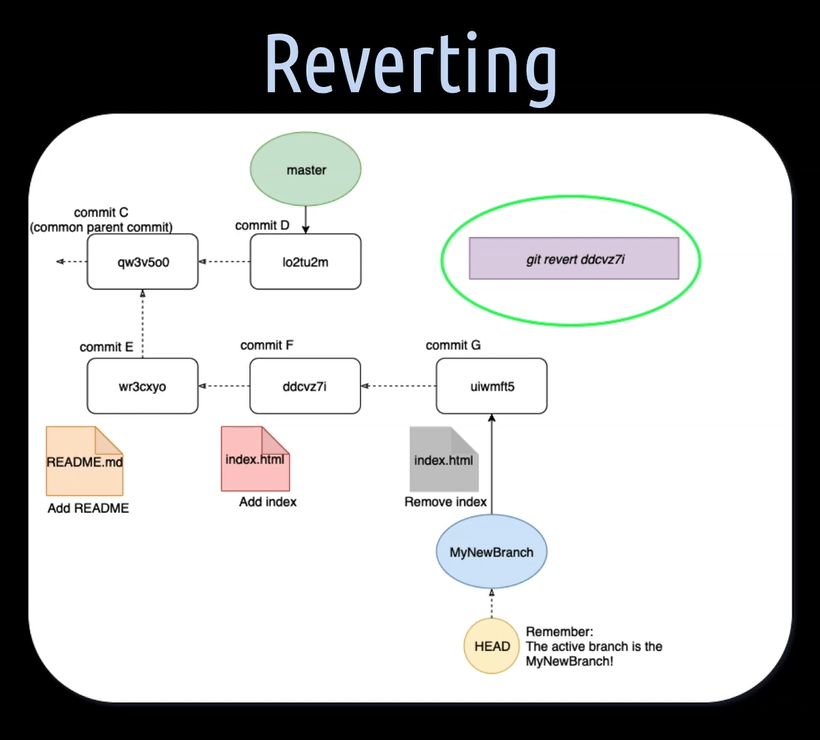 Reverting
master
commit C
(common parent commit)
commit D
qw3v5o0
lo2tu2m
git revert ddcvz7i
commit E
commit F
commit G
wr3cxyo
ddcvz7i
uiwmft5
README.md
index.html
index.html
Add README
Add index
Remove index
MyNewBranch
HEAD
Remember:
The active branch is the
MyNewBranch!